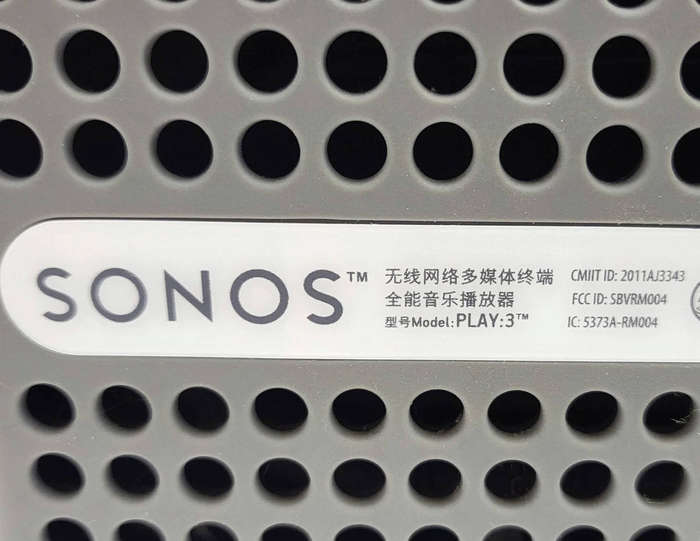 SONOS™
无线网络多媒体终端
全能音乐播放器
型号Model: PLAY:3™
CMIIT ID: 2011AJ3343
FCC ID: SBVRM004
IC: 5373A-RM004